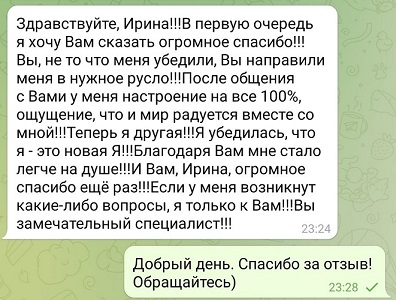 Здравствуйте, Ирина!!!В первую очередь
я хочу Вам сказать огромное спасибо!!!
Вы, не то что меня убедили, Вы направили
меня в нужное русло!!!После общения
с Вами у меня настроение на все 100%,
ощущение, что и мир радуется вместе со
мной!!!Теперь я другая!!!Я убедилась, что
я - это новая Я!!!Благодаря Вам мне стало
легче на душе!!!И Вам, Ирина, огромное
спасибо ещё раз!!!Если у меня возникнут
какие-либо вопросы, я только к Вам!!!Вы
замечательный специалист!!!
23:24
Добрый день. Спасибо за отзыв!
Обращайтесь)
23:28